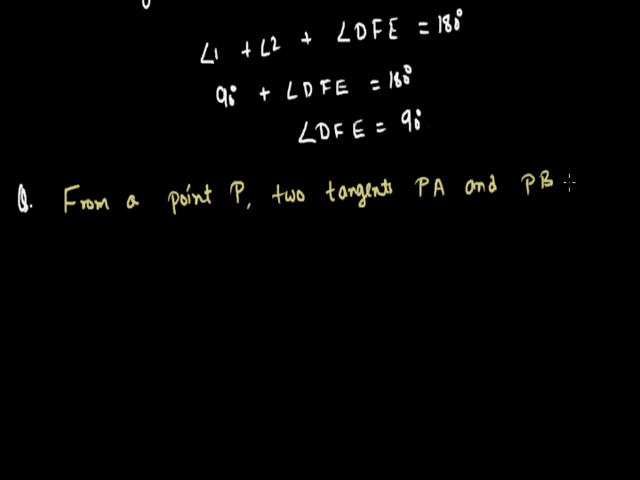 ∠1 + ∠2 + ∠DFE = 180°
90° + ∠DFE = 180°
∠DFE = 90°
Q. From a point P, two tangents PA and PB